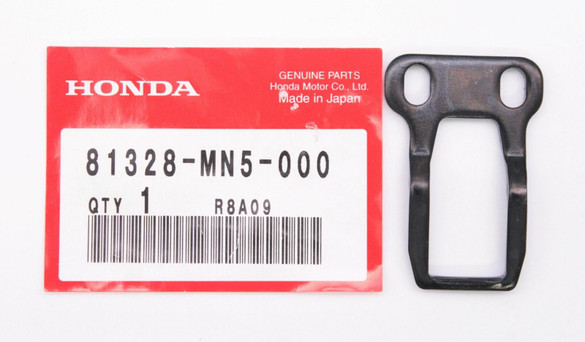 HONDA
GENUINE PARTS
Honda Motor Co., Ltd.
Made in Japan
81328-MN5-000
QTY 1 R8A09